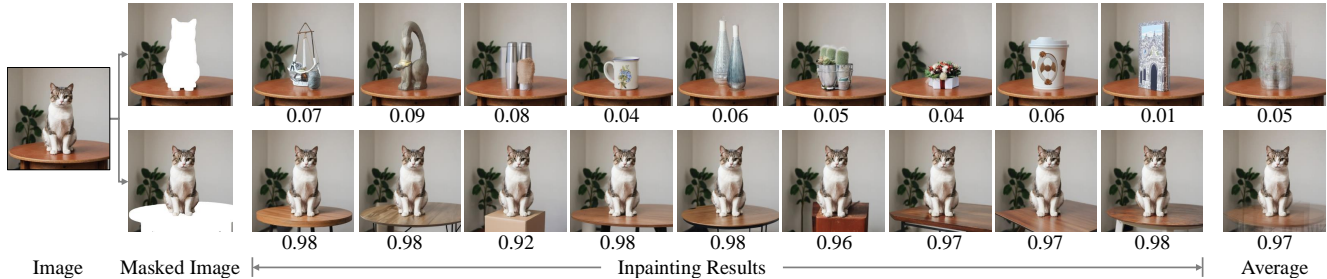 0.07 0.09 0.08 0.04 0.06 0.05 0.04 0.06 0.01 0.05
0.98 0.98 0.92 0.98 0.98 0.96 0.97 0.97 0.98 0.97
Image Masked Image Inpainting Results Average